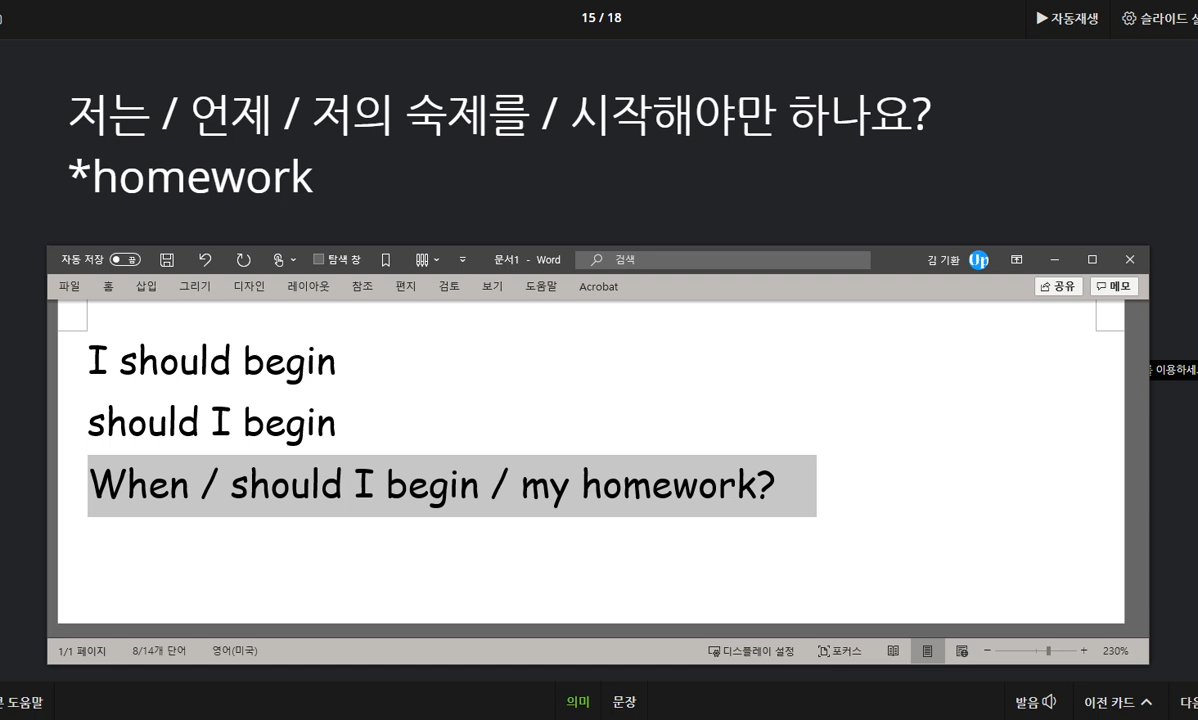 15 / 18
▶ 자동재생
슬라이드
저는 / 언제 / 저의 숙제를 / 시작해야만 하나요?
*homework
자동 저장 끔 탐색 창 문서1 - Word 검색 김 기환 Up
파일 홈 삽입 그리기 디자인 레이아웃 참조 편지 검토 보기 도움말 Acrobat 공유 메모
I should begin
should I begin
When / should I begin / my homework?
이용하세
1/1 페이지 8/14개 단어 영어(미국) 디스플레이 설정 포커스 − + 230%
도움말 의미 문장 발음 이전 카드